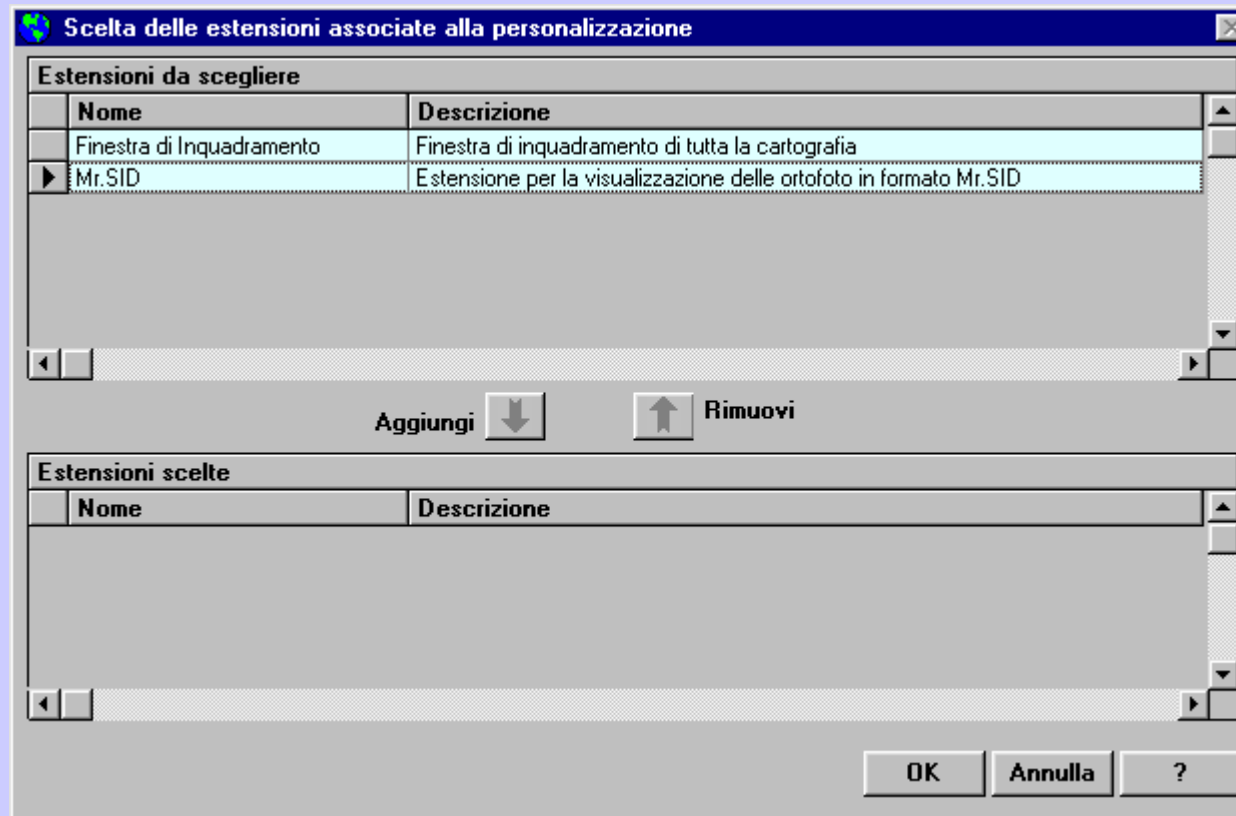 Scelta delle estensioni associate alla personalizzazione
Estensioni da scegliere
Nome Descrizione
Finestra di Inquadramento Finestra di inquadramento di tutta la cartografia
Mr.SID Estensione per la visualizzazione delle ortofoto in formato Mr.SID
Aggiungi Rimuovi
Estensioni scelte
Nome Descrizione
OK Annulla ?